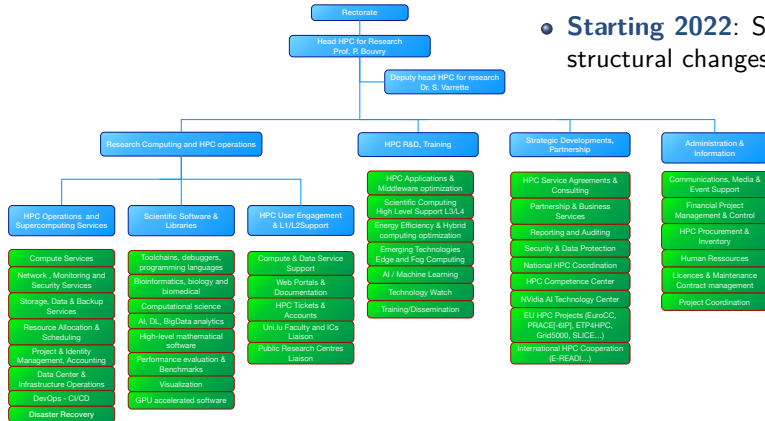 Rectorate
Head HPC for Research
Prof. P. Bouvry
Deputy head HPC for research
Dr. S. Varrette
• Starting 2022: S
structural changes
Research Computing and HPC operations
HPC R&D, Training
Strategic Developments,
Partnership
Administration &
Information
HPC Operations and
Supercomputing Services
Compute Services
Network , Monitoring and
Security Services
Storage, Data & Backup
Services
Resource Allocation &
Scheduling
Project & Identity
Management, Accounting
Data Center &
Infrastructure Operations
DevOps - CI/CD
Disaster Recovery
Scientific Software &
Libraries
Toolchains, debuggers,
programming languages
Bioinformatics, biology and
biomedical
Computational science
AI, DL, BigData analytics
High-level mathematical
software
Performance evaluation &
Benchmarks
Visualization
GPU accelerated software
HPC User Engagement
& L1/L2Support
Compute & Data Service
Support
Web Portals &
Documentation
HPC Tickets &
Accounts
Uni.lu Faculty and ICs
Liaison
Public Research Centres
Liaison
HPC Applications &
Middleware optimization
Scientific Computing
High Level Support L3/L4
Energy Efficiency & Hybrid
computing optimization
Emerging Technologies
Edge and Fog Computing
AI / Machine Learning
Technology Watch
Training/Dissemination
HPC Service Agreements &
Consulting
Partnership & Business
Services
Reporting and Auditing
Security & Data Protection
National HPC Coordination
HPC Competence Center
NVidia AI Technology Center
EU HPC Projects (EuroCC,
PRACE[-6IP], ETP4HPC,
Grid5000, SLICE...)
International HPC Cooperation
(E-READI...)
Communications, Media &
Event Support
Financial Project
Management & Control
HPC Procurement &
Inventory
Human Ressources
Licences & Maintenance
Contract management
Project Coordination